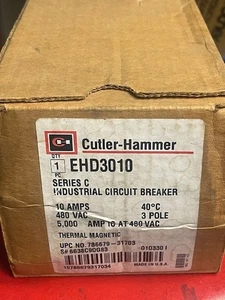 Cutler-Hammer
QTY
1 EHD3010
PC.
SERIES C
INDUSTRIAL CIRCUIT BREAKER
10 AMPS 40°C
480 VAC 3 POLE
5,000 AMP IC AT 480 VAC
THERMAL MAGNETIC
UPC NO. 786679-31703
MADE IN U.S.A.